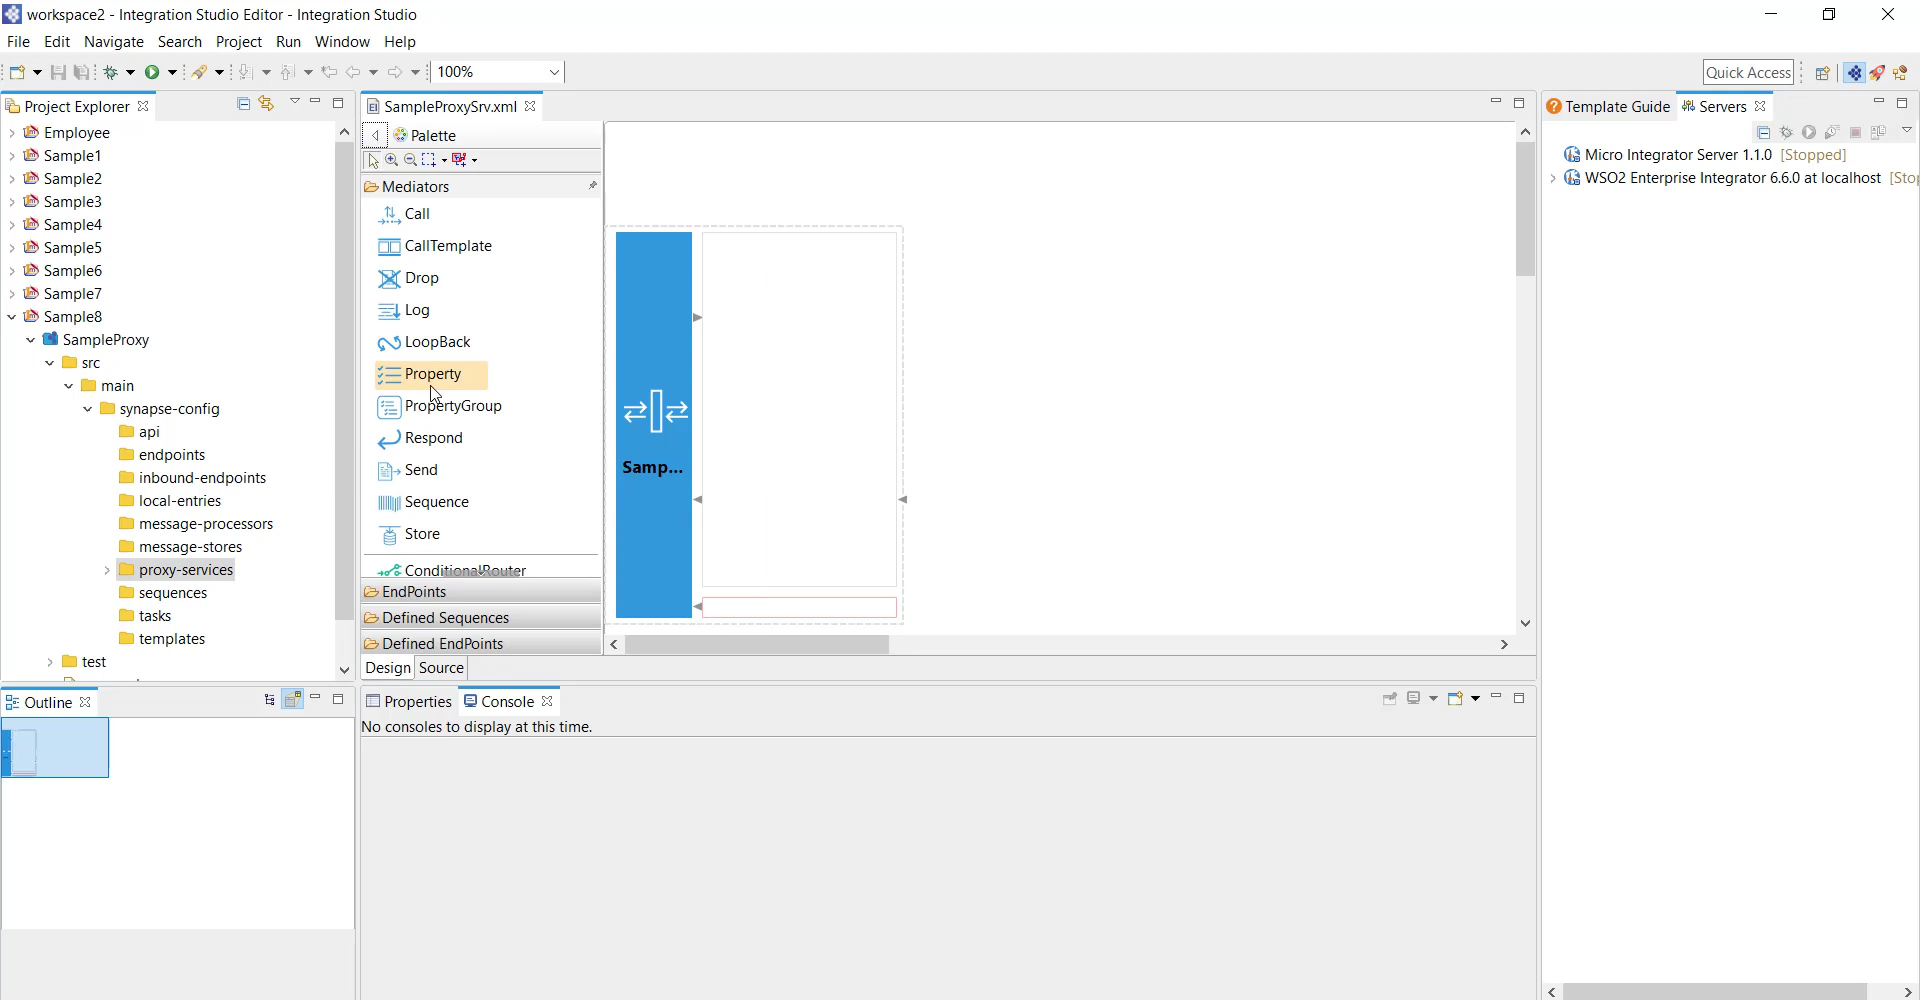 workspace2 - Integration Studio Editor - Integration Studio
File Edit Navigate Search Project Run Window Help
100%
Quick Access
Project Explorer
Employee
Sample1
Sample2
Sample3
Sample4
Sample5
Sample6
Sample7
Sample8
SampleProxy
src
main
synapse-config
api
endpoints
inbound-endpoints
local-entries
message-processors
message-stores
proxy-services
sequences
tasks
templates
test
SampleProxySrv.xml
Palette
Mediators
Call
CallTemplate
Drop
Log
LoopBack
Property
PropertyGroup
Respond
Send
Sequence
Store
ConditionalRouter
EndPoints
Defined Sequences
Defined EndPoints
Design Source
Samp...
Template Guide Servers
Micro Integrator Server 1.1.0 [Stopped]
WSO2 Enterprise Integrator 6.6.0 at localhost [Stop
Outline
Properties Console
No consoles to display at this time.